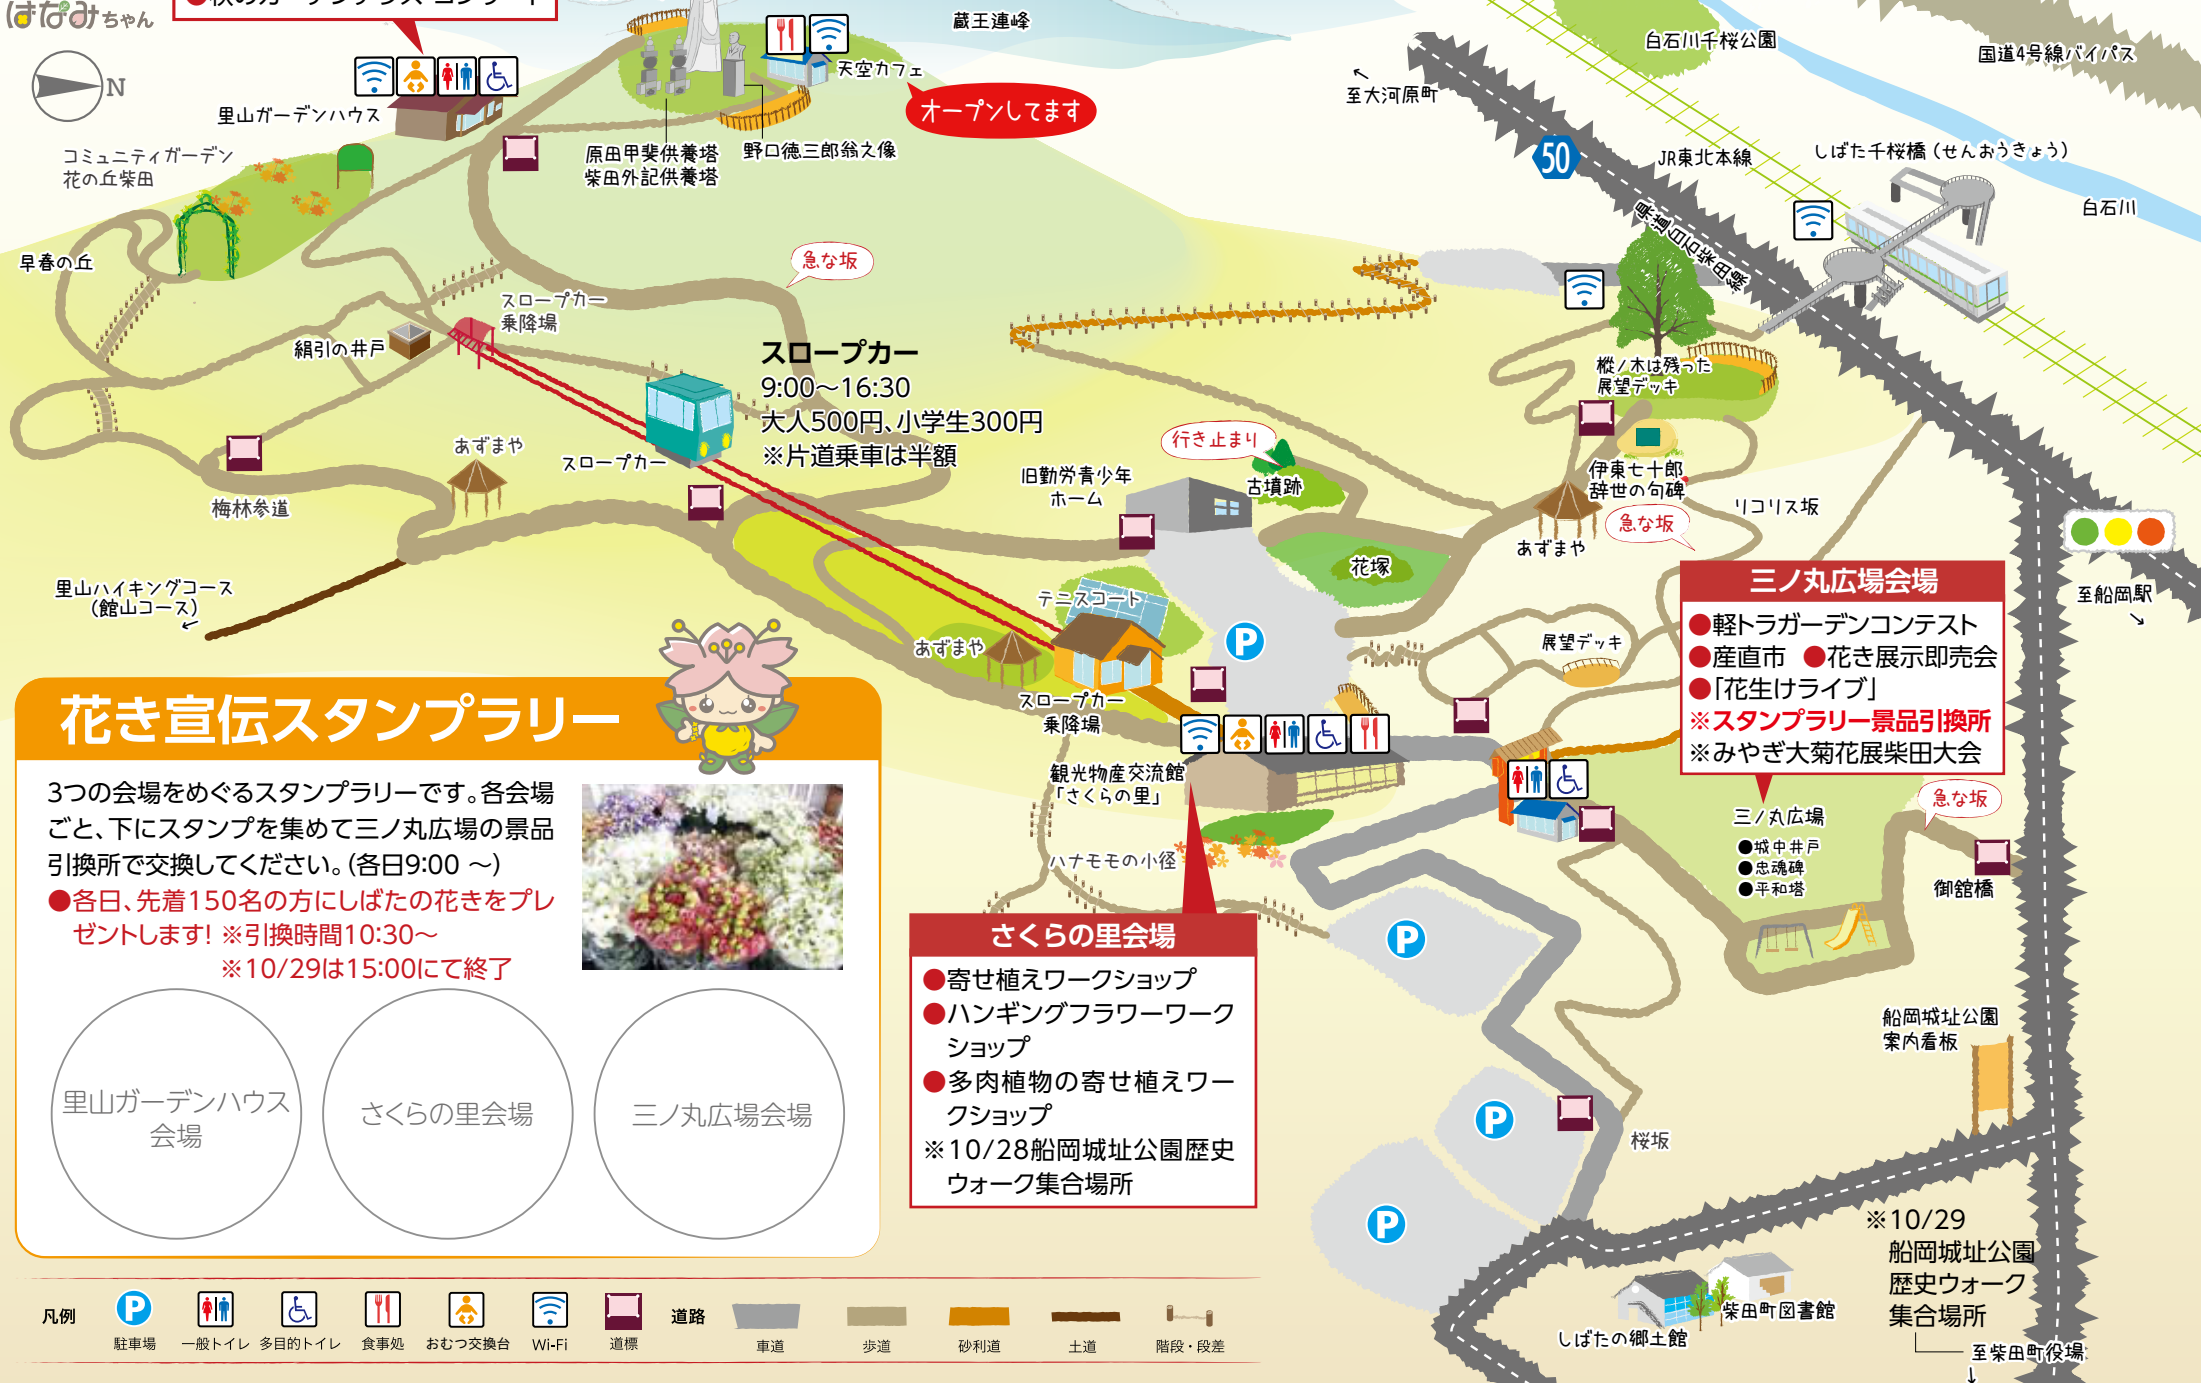 はなみちゃん
N
里山ガーデンハウス
コミュニティガーデン
花の丘柴田
早春の丘
絹引の井戸
スロープカー
乗降場
梅林参道
あずまや
里山ハイキングコース
（館山コース）
←
原田甲斐供養塔
柴田外記供養塔
野口徳三郎翁之像
天空カフェ
オープンしてます
蔵王連峰
急な坂
スロープカー
9:00～16:30
大人500円、小学生300円
※片道乗車は半額
スロープカー
旧勤労青少年
ホーム
行き止まり
古墳跡
花塚
テニスコート
あずまや
スロープカー
乗降場
P
観光物産交流館
「さくらの里」
ハナモモの小径
白石川千桜公園
国道4号線バイパス
←
至大河原町
50
JR東北本線
しばた千桜橋（せんおうきょう）
白石川
県道白石柴田線
樅ノ木は残った
展望デッキ
伊東七十郎
辞世の句碑
リコリス坂
急な坂
あずまや
展望デッキ
至船岡駅
→
三ノ丸広場会場
●軽トラガーデンコンテスト
●産直市 ●花き展示即売会
●「花生けライブ」
※スタンプラリー景品引換所
※みやぎ大菊花展柴田大会
三ノ丸広場
●城中井戸
●忠魂碑
●平和塔
急な坂
御舘橋
船岡城址公園
案内看板
桜坂
P
P
P
※10/29
船岡城址公園
歴史ウォーク
集合場所
柴田町図書館
しばたの郷土館
至柴田町役場
↓
さくらの里会場
●寄せ植えワークショップ
●ハンギングフラワーワーク
ショップ
●多肉植物の寄せ植えワー
クショップ
※10/28船岡城址公園歴史
ウォーク集合場所
花き宣伝スタンプラリー
3つの会場をめぐるスタンプラリーです。各会場
ごと、下にスタンプを集めて三ノ丸広場の景品
引換所で交換してください。（各日9:00 ～）
●各日、先着150名の方にしばたの花きをプレ
ゼントします! ※引換時間10:30～
※10/29は15:00にて終了
里山ガーデンハウス
会場
さくらの里会場
三ノ丸広場会場
凡例
P
駐車場
一般トイレ
多目的トイレ
食事処
おむつ交換台
Wi-Fi
道標
道路
車道
歩道
砂利道
土道
階段・段差